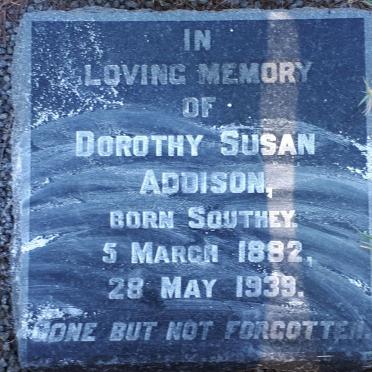 IN
LOVING MEMORY
OF
DOROTHY SUSAN
ADDISON,
BORN SOUTHEY.
5 MARCH 1882,
28 MAY 1939.
GONE BUT NOT FORGOTTEN.